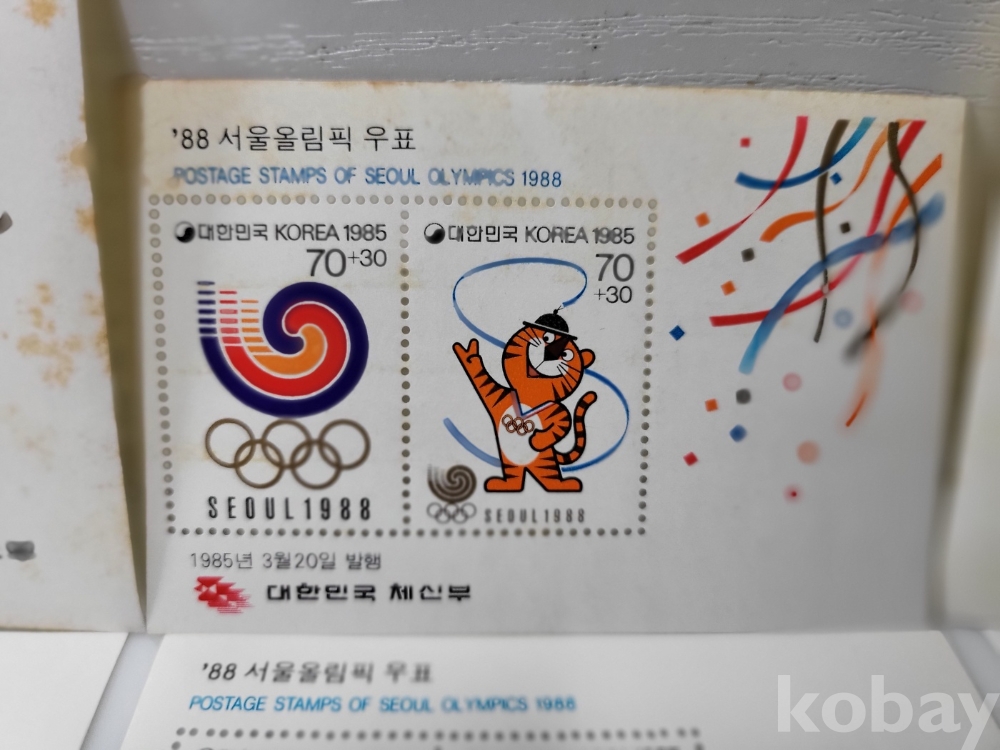 '88 서울올림픽 우표
POSTAGE STAMPS OF SEOUL OLYMPICS 1988
대한민국 KOREA 1985
70+30
SEOUL 1988
대한민국 KOREA 1985
70
+30
SEOUL 1988
1985년 3월20일 발행
대한민국 체신부
'88 서울올림픽 우표
POSTAGE STAMPS OF SEOUL OLYMPICS 1988
kobay